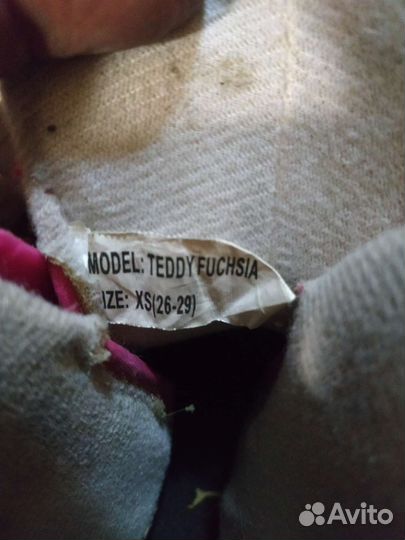 MODEL: TEDDY FUCHSIA
IZE: XS(26-29)
Avito